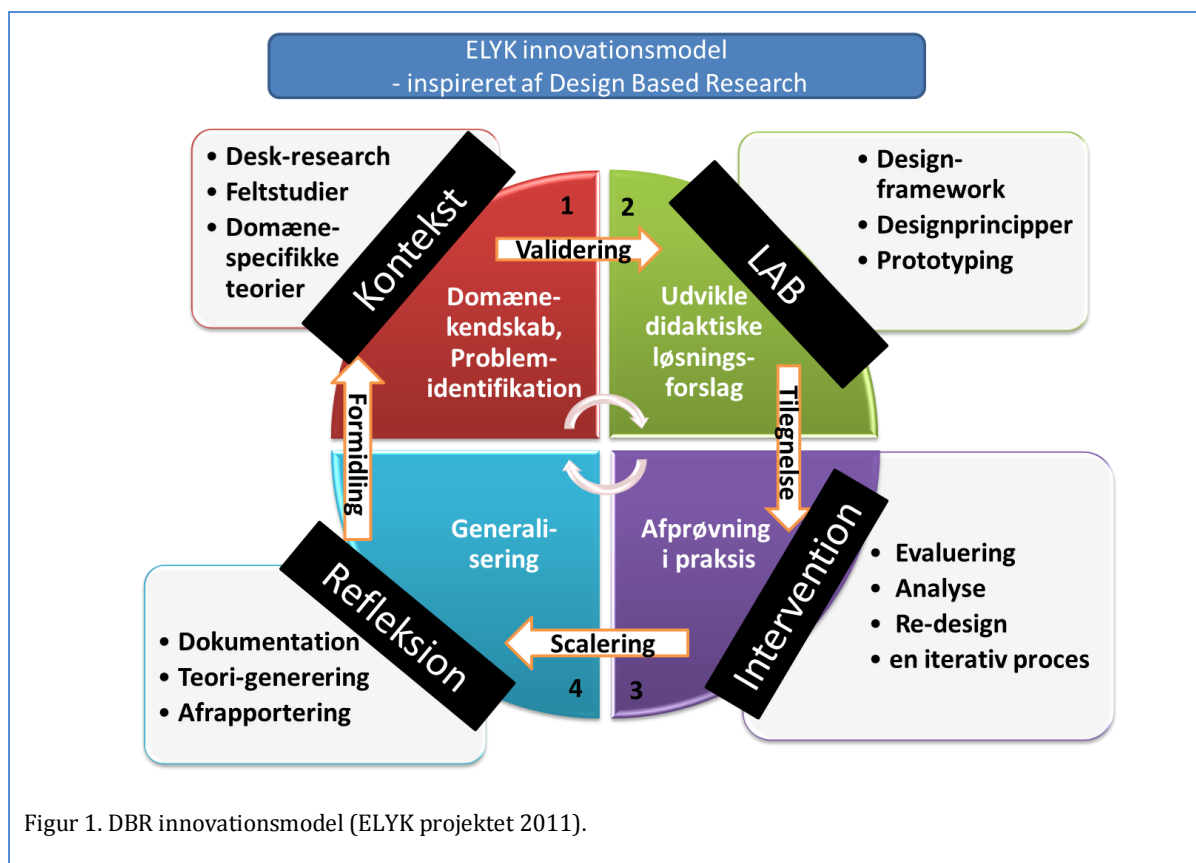 ELYK innovationsmodel
- inspireret af Design Based Research
• Desk-research
• Feltstudier
• Domæne-
specifikke
teorier
Kontekst
1
Domæne-
kendskab,
Problem-
identifikation
Validering
2
Udvikle
didaktiske
løsnings-
forslag
LAB
• Design-
framework
• Designprincipper
• Prototyping
Tilegnelse
Afprøvning
i praksis
3
Intervention
• Evaluering
• Analyse
• Re-design
• en iterativ proces
Scalering
Generali-
sering
4
Refleksion
• Dokumentation
• Teori-generering
• Afrapportering
Formidling
Figur 1. DBR innovationsmodel (ELYK projektet 2011).